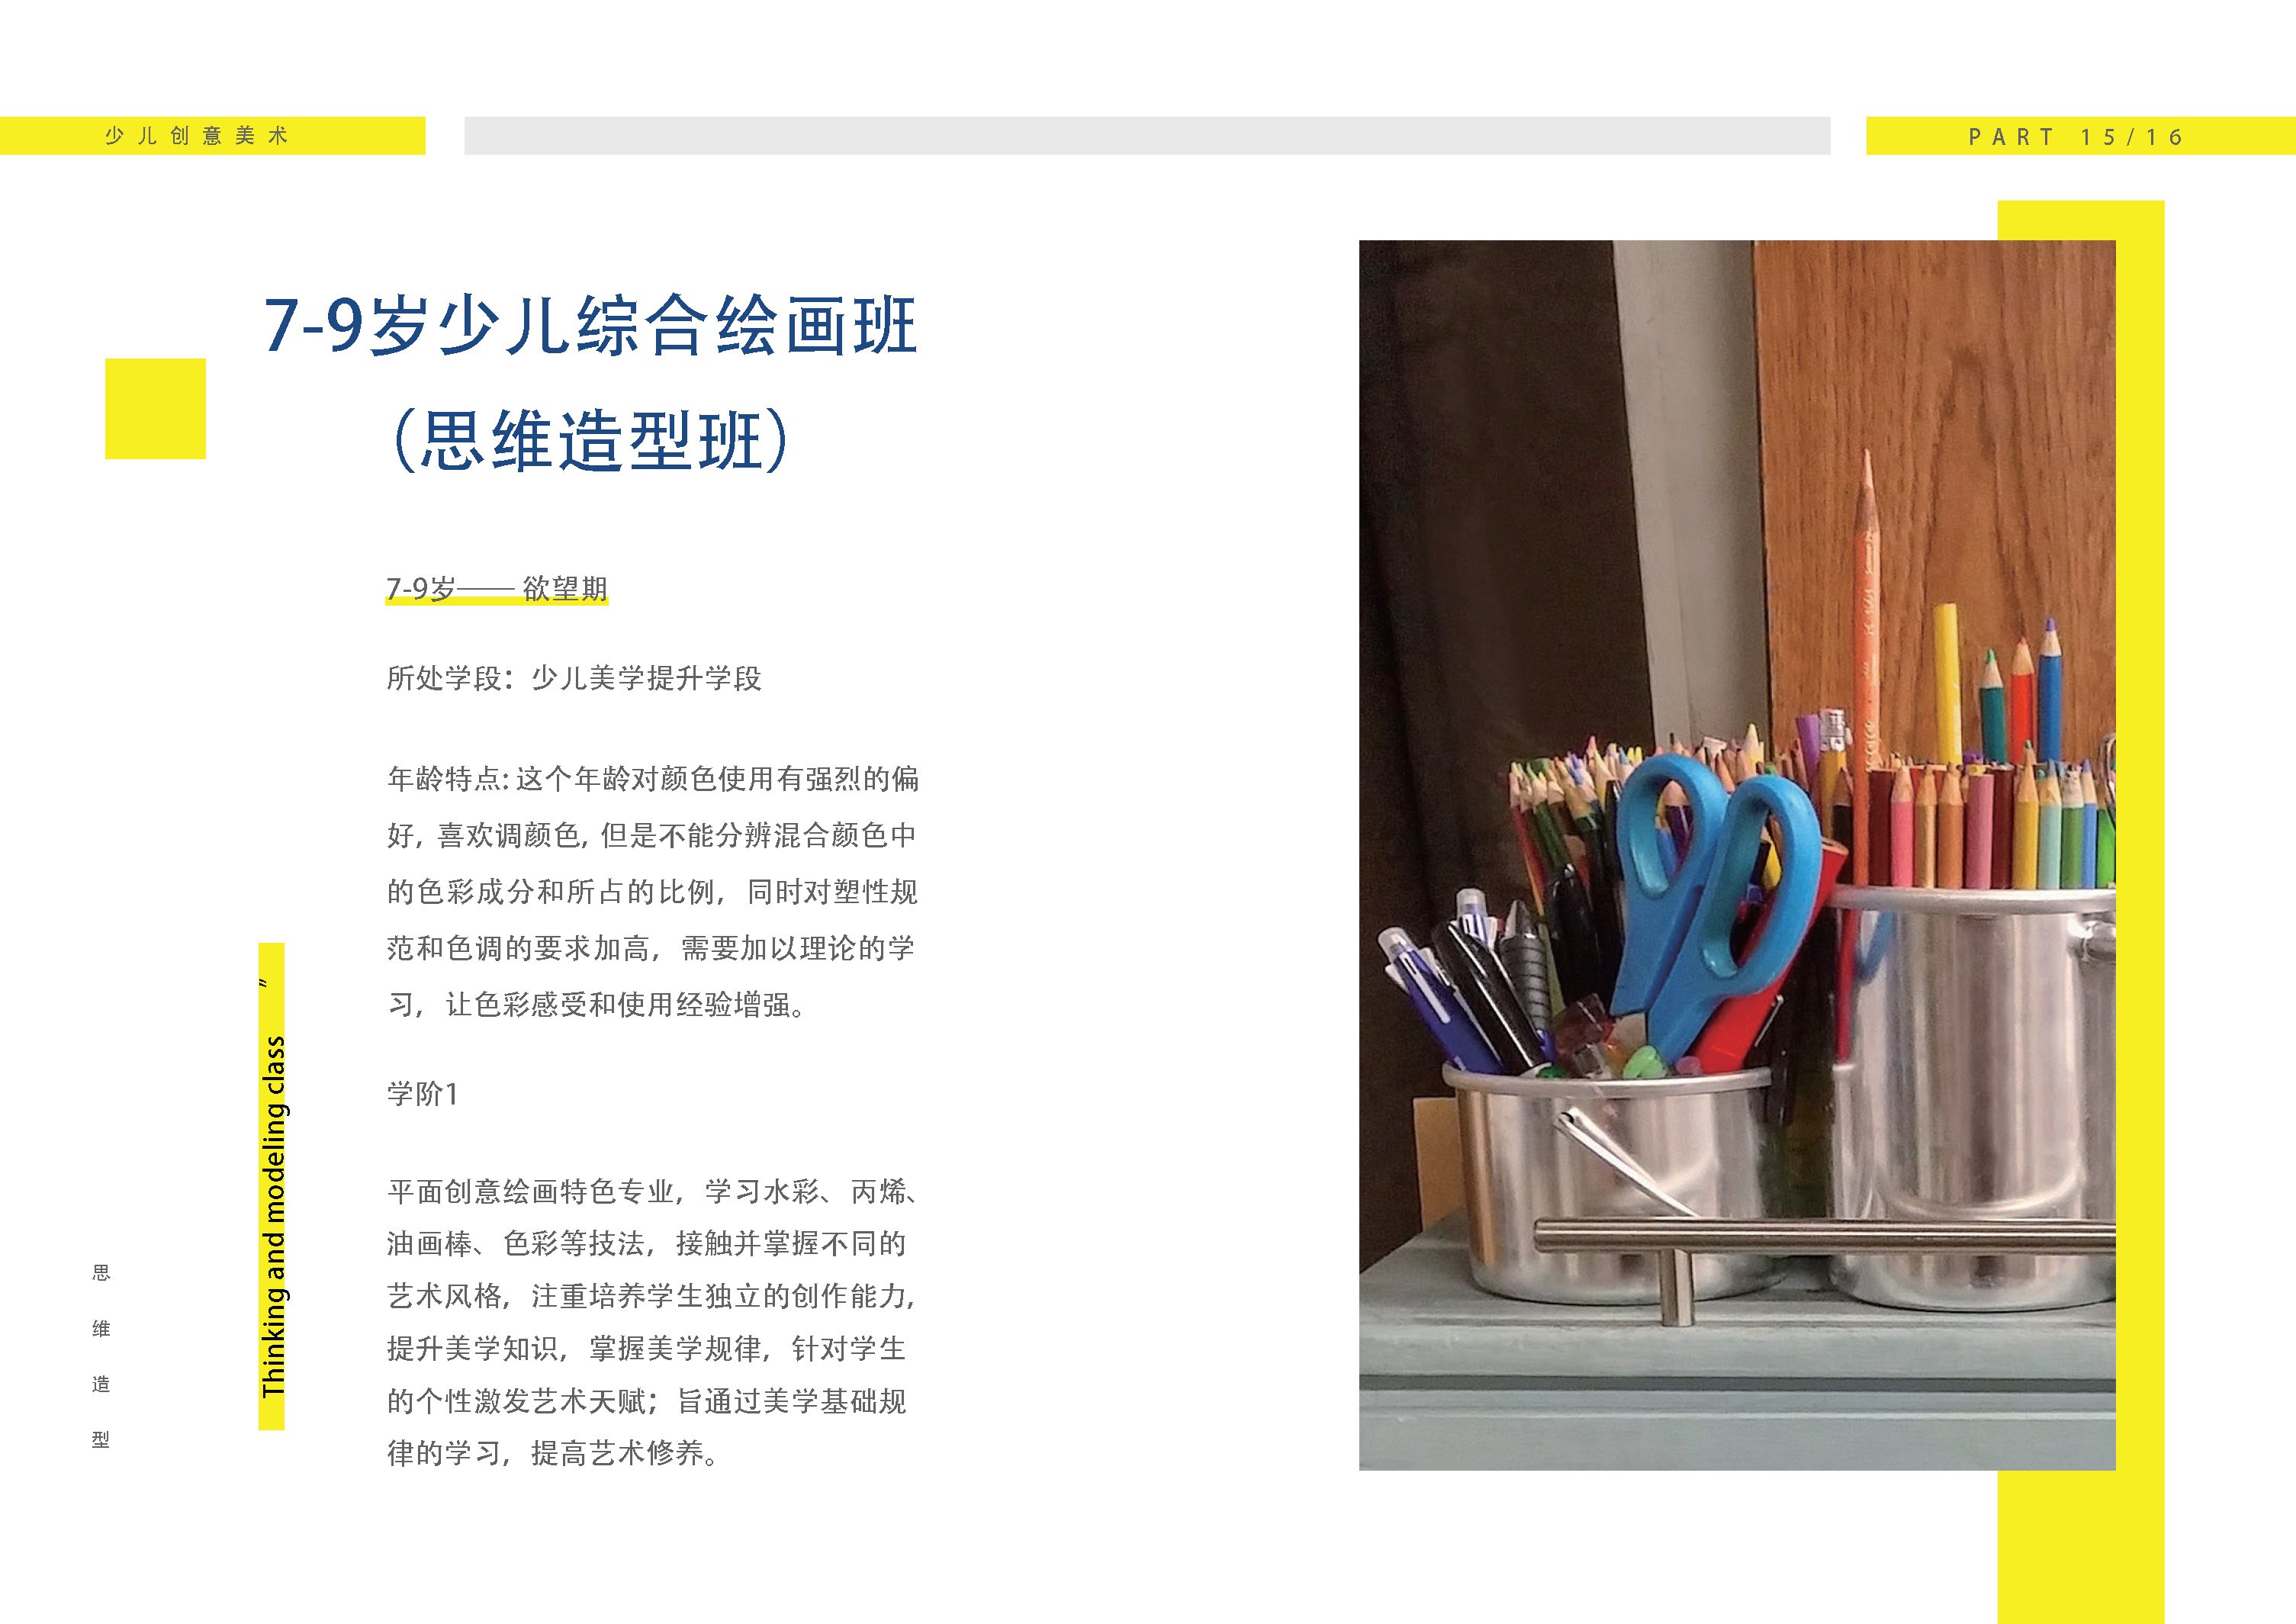 少儿创意美术
PART 15/16
7-9岁少儿综合绘画班
（思维造型班）
7-9岁—— 欲望期
所处学段：少儿美学提升学段
年龄特点：这个年龄对颜色使用有强烈的偏
好，喜欢调颜色，但是不能分辨混合颜色中
的色彩成分和所占的比例，同时对塑性规
范和色调的要求加高，需要加以理论的学
习，让色彩感受和使用经验增强。
学阶1
平面创意绘画特色专业，学习水彩、丙烯、
油画棒、色彩等技法，接触并掌握不同的
艺术风格，注重培养学生独立的创作能力，
提升美学知识，掌握美学规律，针对学生
的个性激发艺术天赋；旨通过美学基础规
律的学习，提高艺术修养。
Thinking and modeling class ”
思
维
造
型